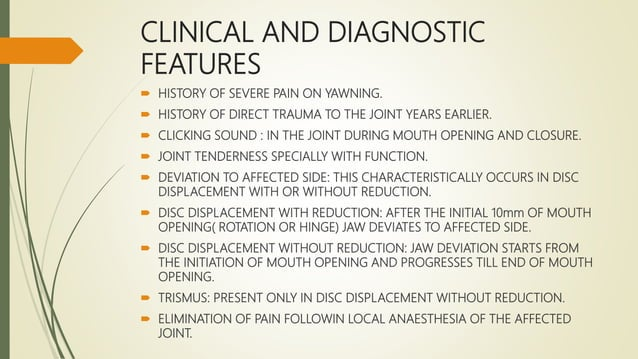 CLINICAL AND DIAGNOSTIC
FEATURES
HISTORY OF SEVERE PAIN ON YAWNING.
HISTORY OF DIRECT TRAUMA TO THE JOINT YEARS EARLIER.
CLICKING SOUND : IN THE JOINT DURING MOUTH OPENING AND CLOSURE.
JOINT TENDERNESS SPECIALLY WITH FUNCTION.
DEVIATION TO AFFECTED SIDE: THIS CHARACTERISTICALLY OCCURS IN DISC
DISPLACEMENT WITH OR WITHOUT REDUCTION.
DISC DISPLACEMENT WITH REDUCTION: AFTER THE INITIAL 10mm OF MOUTH
OPENING( ROTATION OR HINGE) JAW DEVIATES TO AFFECTED SIDE.
DISC DISPLACEMENT WITHOUT REDUCTION: JAW DEVIATION STARTS FROM
THE INITIATION OF MOUTH OPENING AND PROGRESSES TILL END OF MOUTH
OPENING.
TRISMUS: PRESENT ONLY IN DISC DISPLACEMENT WITHOUT REDUCTION.
ELIMINATION OF PAIN FOLLOWIN LOCAL ANAESTHESIA OF THE AFFECTED
JOINT.